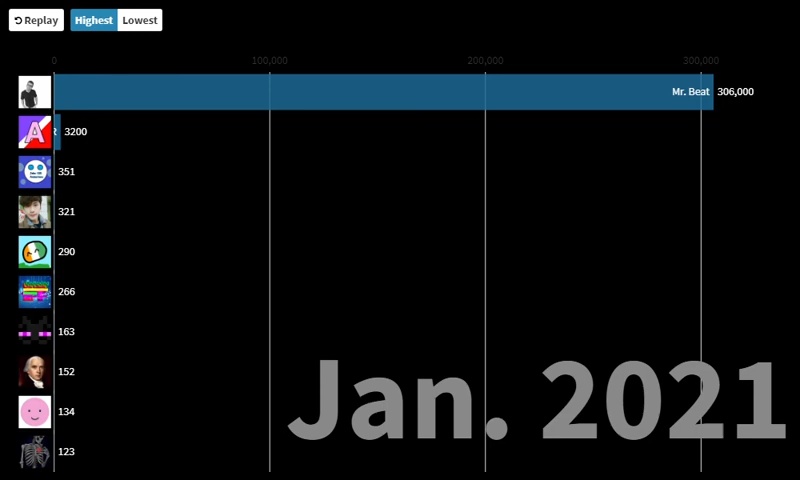 Replay Highest Lowest
0 100,000 200,000 300,000
Mr. Beat 306,000
A
R 3200
351
321
290
266
163
152
134
123
Jan. 2021